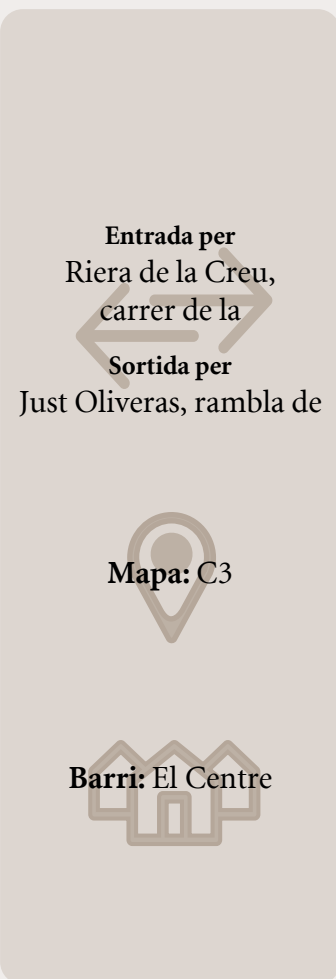 Entrada per
Riera de la Creu,
carrer de la
Sortida per
Just Oliveras, rambla de
Mapa: C3
Barri: El Centre